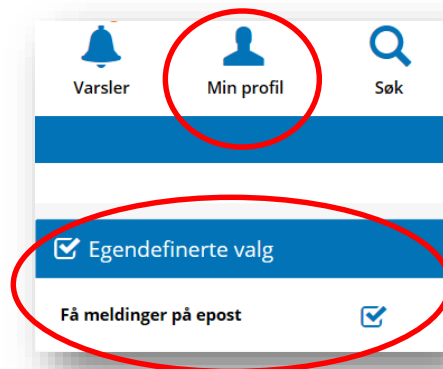 Varsler Min profil Søk
Egendefinerte valg
Få meldinger på epost